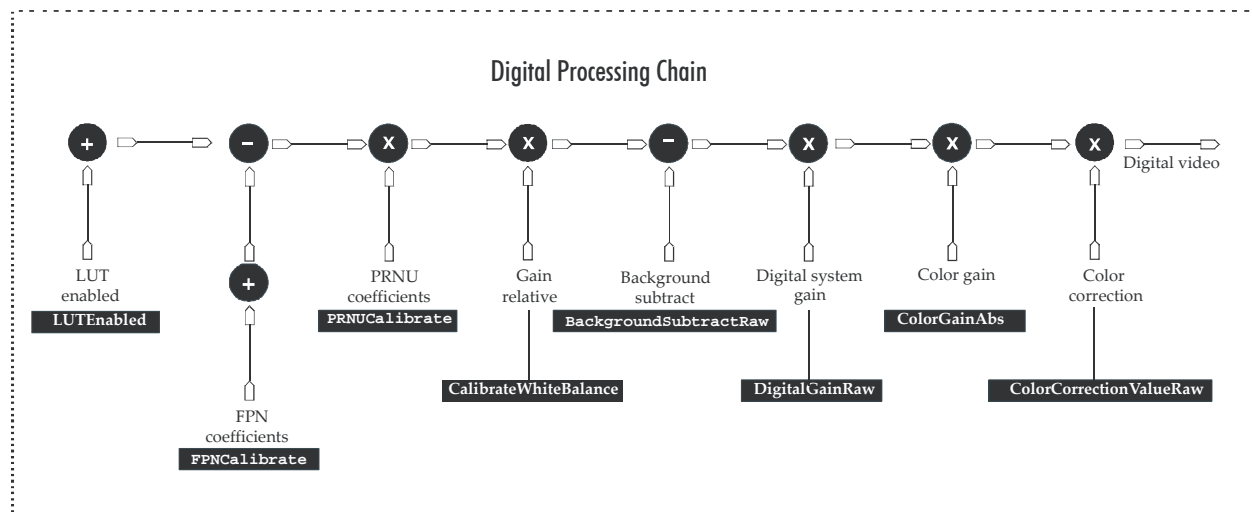 Digital Processing Chain
+
−
X
X
−
X
X
X
Digital video
LUT
enabled
LUTEnabled
+
FPN
coefficients
FPNCalibrate
PRNU
coefficients
PRNUCalibrate
Gain
relative
CalibrateWhiteBalance
Background
subtract
BackgroundSubtractRaw
Digital system
gain
DigitalGainRaw
Color gain
ColorGainAbs
Color
correction
ColorCorrectionValueRaw